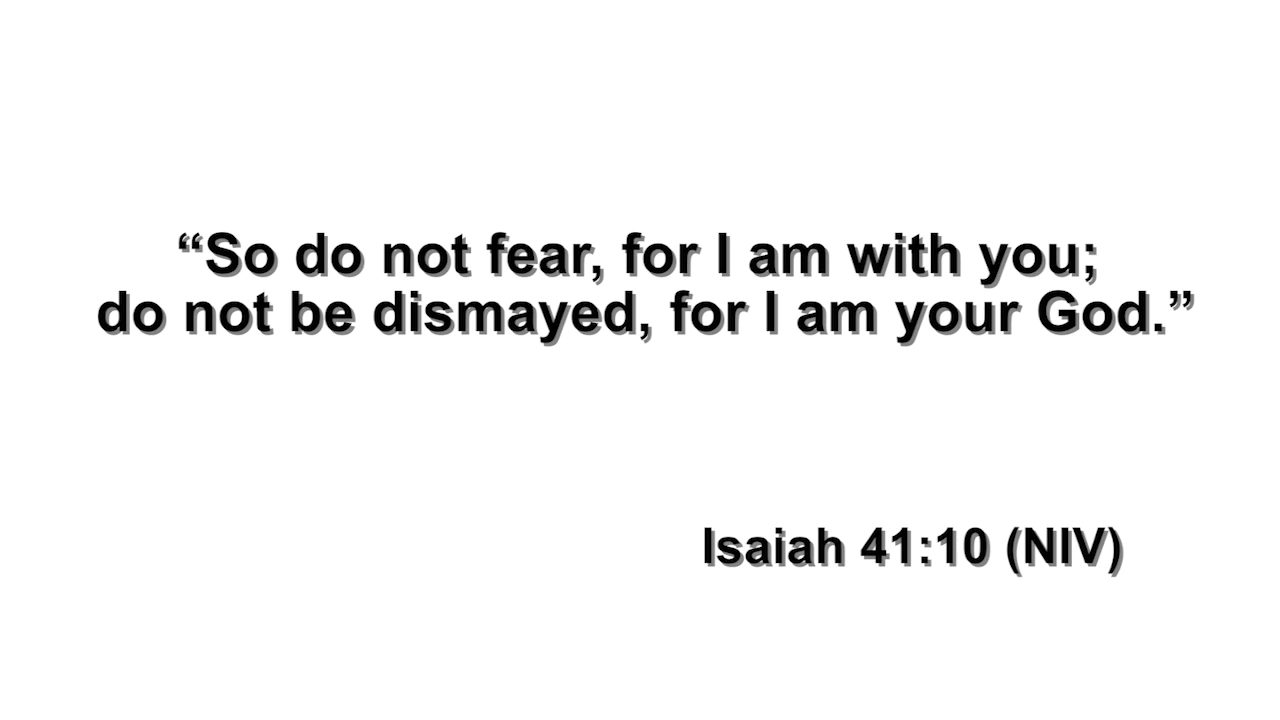 “So do not fear, for I am with you;
do not be dismayed, for I am your God.”
Isaiah 41:10 (NIV)